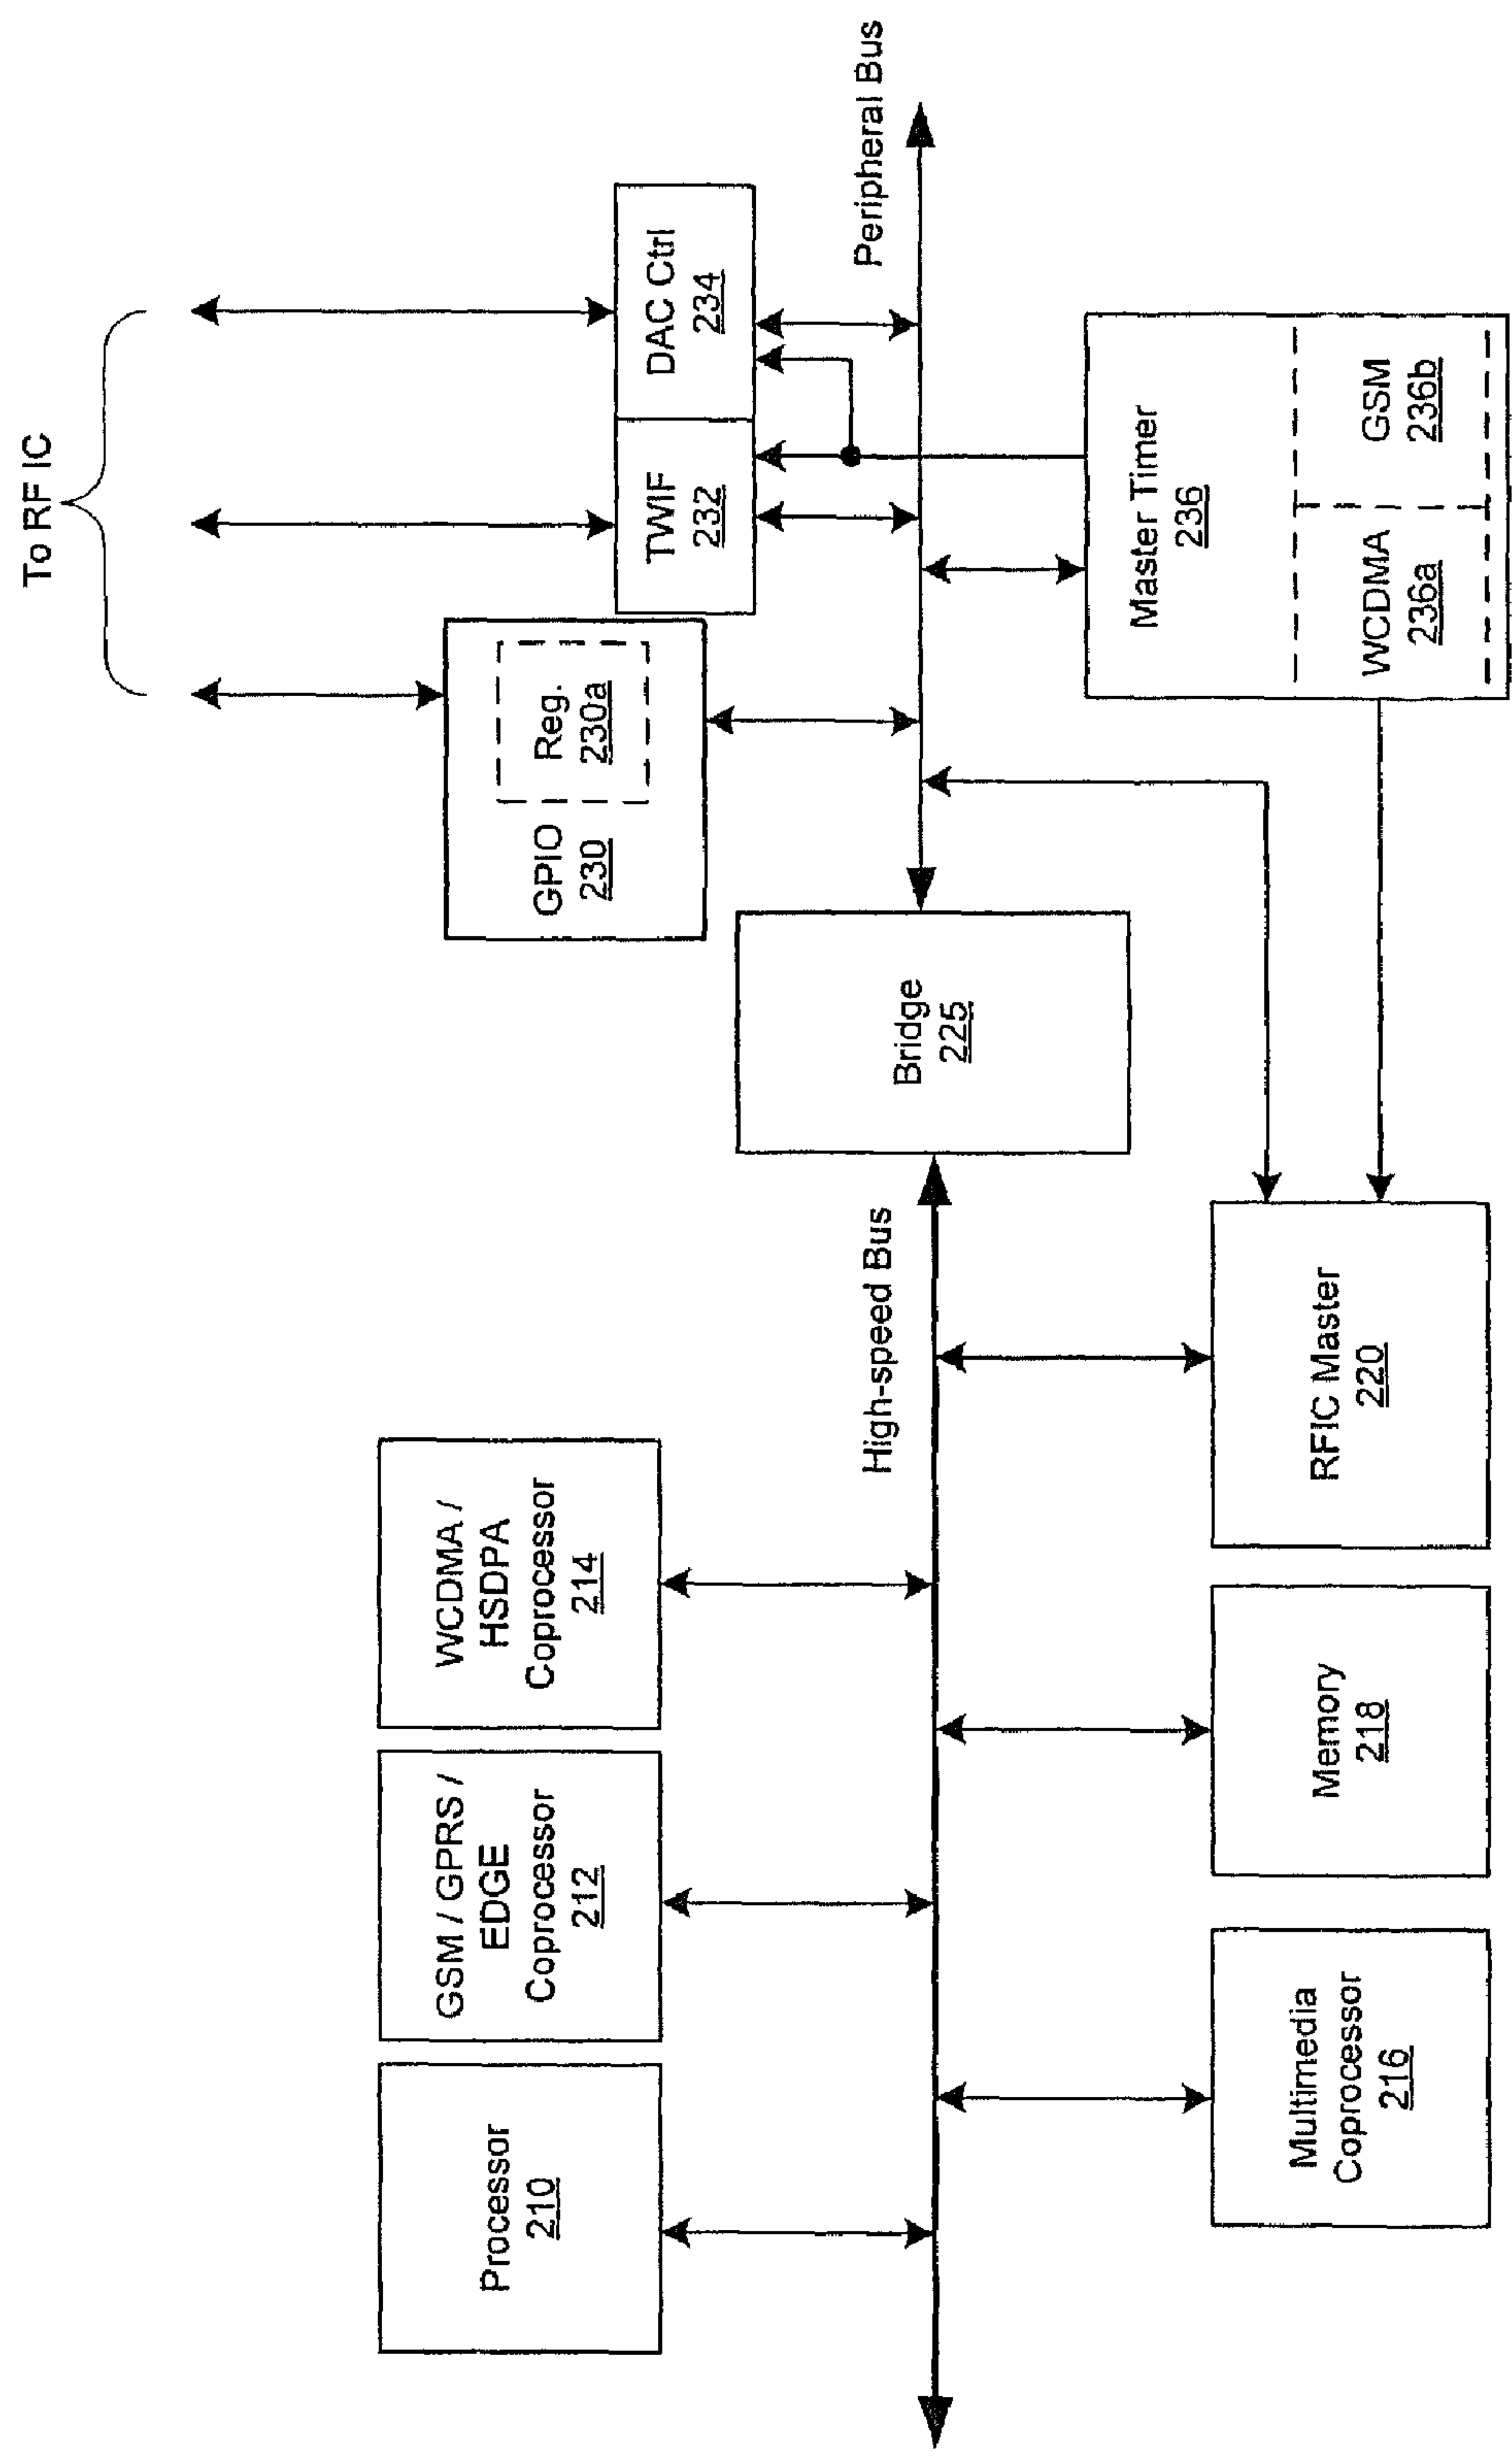 To RF IC
Processor
210
GSM / GPRS /
EDGE
Coprocessor
212
WCDMA /
HSDPA
Coprocessor
214
GPIO
230
Reg.
230a
TWIF
232
DAC Ctrl
234
High-speed Bus
Bridge
225
Peripheral Bus
Multimedia
Coprocessor
216
Memory
218
RFIC Master
220
Master Timer
236
WCDMA
236a
GSM
236b